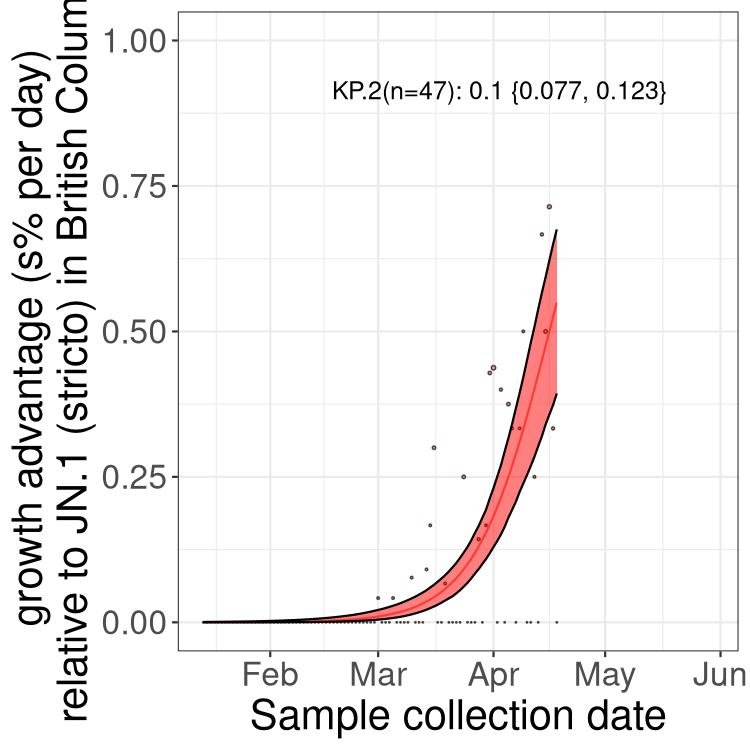 growth advantage (s% per day)
relative to JN.1 (stricto) in British Colum
1.00
0.75
0.50
0.25
0.00
KP.2(n=47): 0.1 {0.077, 0.123}
Feb Mar Apr May Jun
Sample collection date